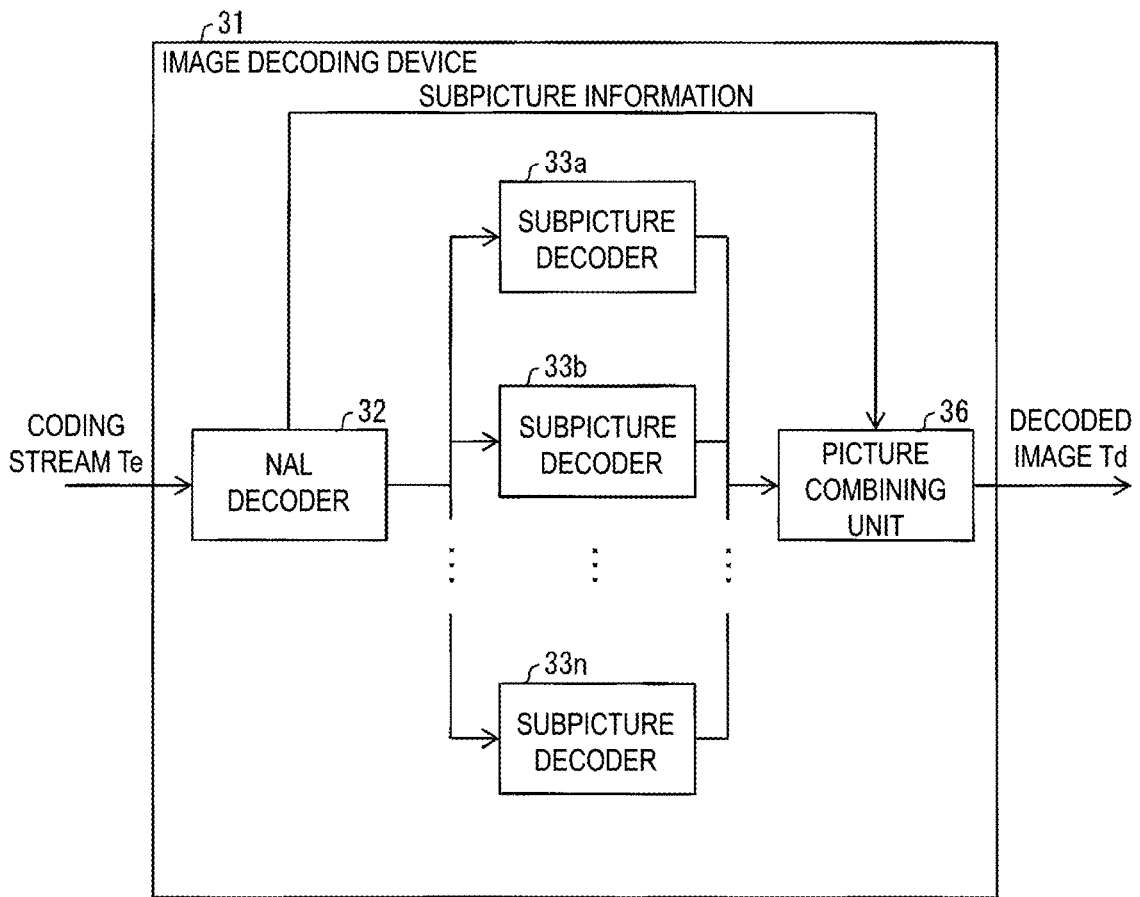 31
IMAGE DECODING DEVICE
SUBPICTURE INFORMATION
33a
SUBPICTURE
DECODER
33b
SUBPICTURE
DECODER
CODING
STREAM Te
32
NAL
DECODER
36
PICTURE
COMBINING
UNIT
DECODED
IMAGE Td
33n
SUBPICTURE
DECODER